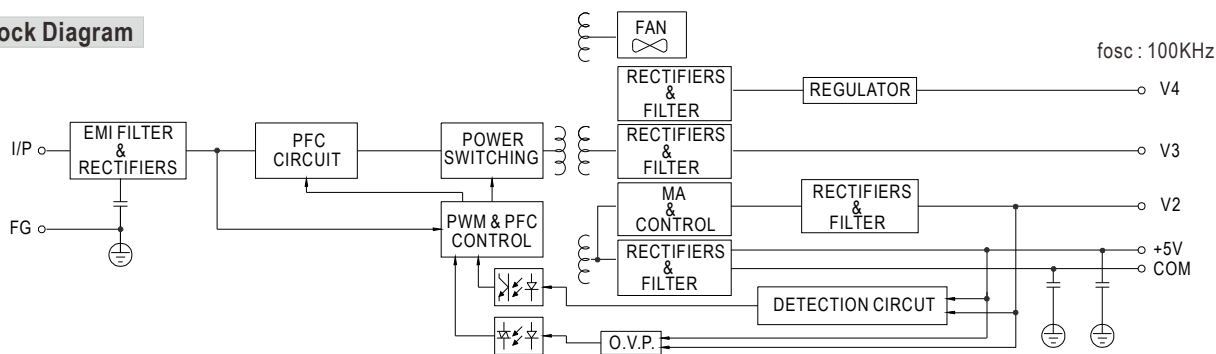 ock Diagram
fosc : 100KHz
FAN
RECTIFIERS
&
FILTER
REGULATOR
V4
I/P
EMI FILTER
&
RECTIFIERS
PFC
CIRCUIT
POWER
SWITCHING
RECTIFIERS
&
FILTER
V3
MA
&
CONTROL
RECTIFIERS
&
FILTER
V2
FG
PWM & PFC
CONTROL
RECTIFIERS
&
FILTER
+5V
COM
DETECTION CIRCUT
O.V.P.